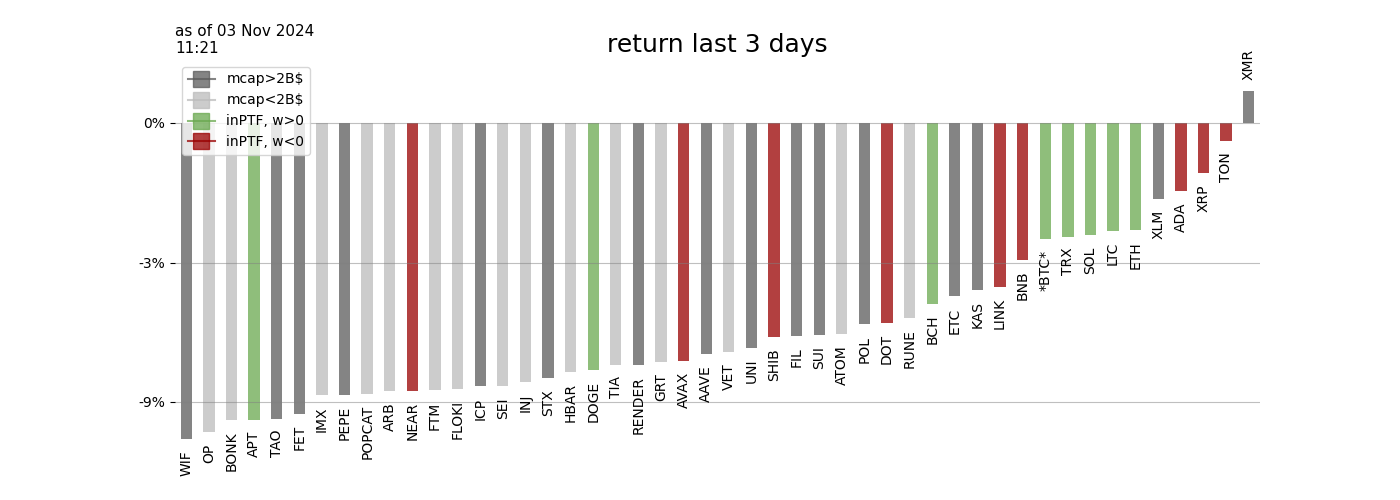 as of 03 Nov 2024
11:21
return last 3 days
mcap>2B$
mcap<2B$
inPTF, w>0
inPTF, w<0
0%
-3%
-9%
WIF
OP
BONK
APT
TAO
FET
IMX
PEPE
POPCAT
ARB
NEAR
FTM
FLOKI
ICP
SEI
INJ
STX
HBAR
DOGE
TIA
RENDER
GRT
AVAX
AAVE
VET
UNI
SHIB
FIL
SUI
ATOM
POL
DOT
RUNE
BCH
ETC
KAS
LINK
BNB
*BTC*
TRX
SOL
LTC
ETH
XLM
ADA
XRP
TON
XMR